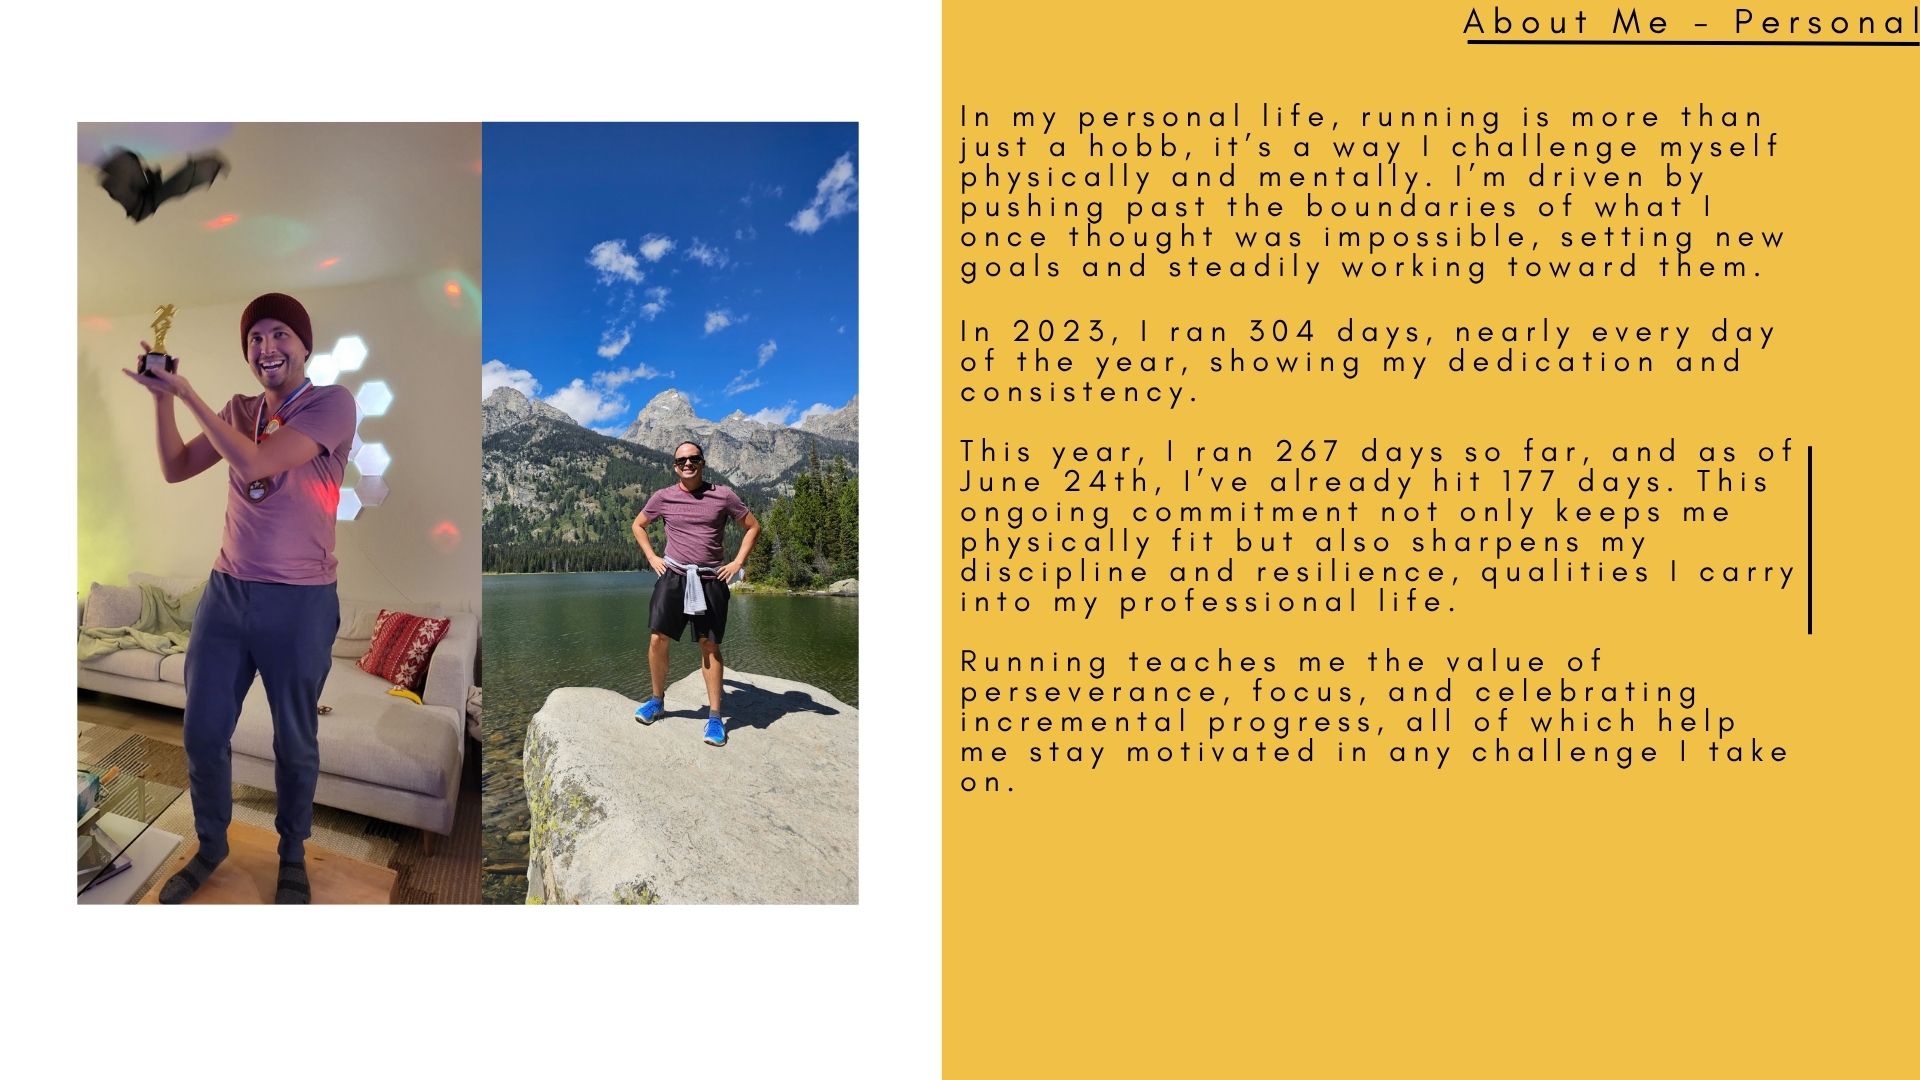 About Me - Personal
In my personal life, running is more than
just a hobb, it's a way I challenge myself
physically and mentally. I'm driven by
pushing past the boundaries of what I
once thought was impossible, setting new
goals and steadily working toward them.
In 2023, I ran 304 days, nearly every day
of the year, showing my dedication and
consistency.
This year, I ran 267 days so far, and as of
June 24th, I've already hit 177 days. This
ongoing commitment not only keeps me
physically fit but also sharpens my
discipline and resilience, qualities I carry
into my professional life.
Running teaches me the value of
perseverance, focus, and celebrating
incremental progress, all of which help
me stay motivated in any challenge I take
on.